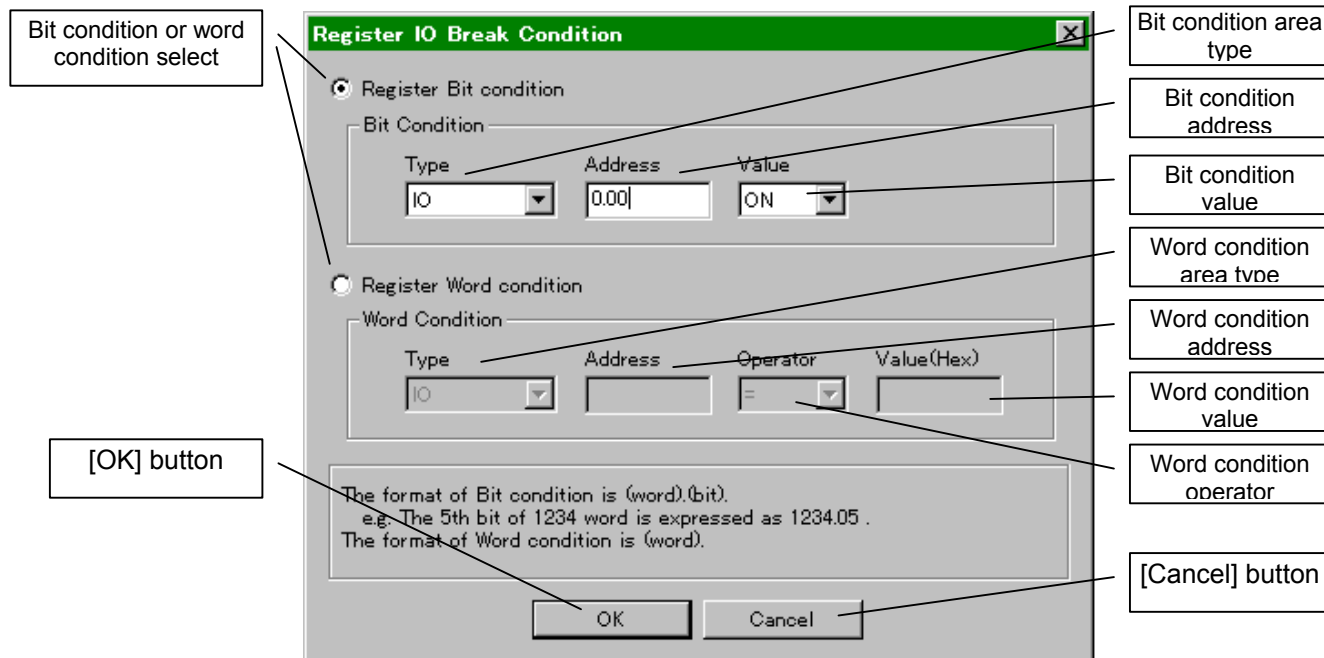 Bit condition or word
condition select
Register IO Break Condition
Register Bit condition
Bit Condition
Type Address Value
IO 0.00 ON
Register Word condition
Word Condition
Type Address Operator Value(Hex)
IO =
The format of Bit condition is (word).(bit).
e.g. The 5th bit of 1234 word is expressed as 1234.05 .
The format of Word condition is (word).
OK Cancel
[OK] button
Bit condition area
type
Bit condition
address
Bit condition
value
Word condition
area type
Word condition
address
Word condition
value
Word condition
operator
[Cancel] button